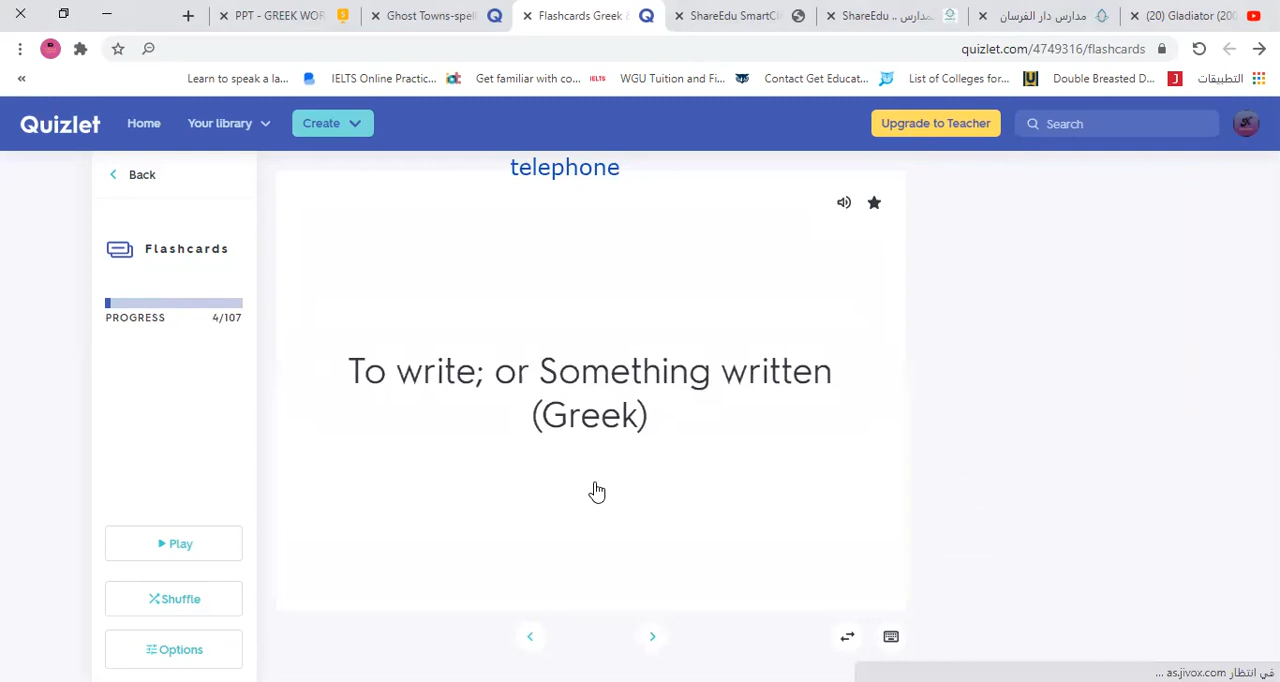 PPT - GREEK WOR
Ghost Towns-spell
Flashcards Greek &
ShareEdu SmartCl
ShareEdu .. مدارس
مدارس دار الفرسان
(20) Gladiator (200
quizlet.com/4749316/flashcards
«
Learn to speak a la...
IELTS Online Practic...
Get familiar with co...
IELTS
WGU Tuition and Fi...
Contact Get Educat...
List of Colleges for...
Double Breasted D...
التطبيقات
Quizlet
Home
Your library
Create
Upgrade to Teacher
Search
telephone
Back
Flashcards
PROGRESS 4/107
To write; or Something written
(Greek)
Play
Shuffle
Options
في انتظار as.jivox.com ...